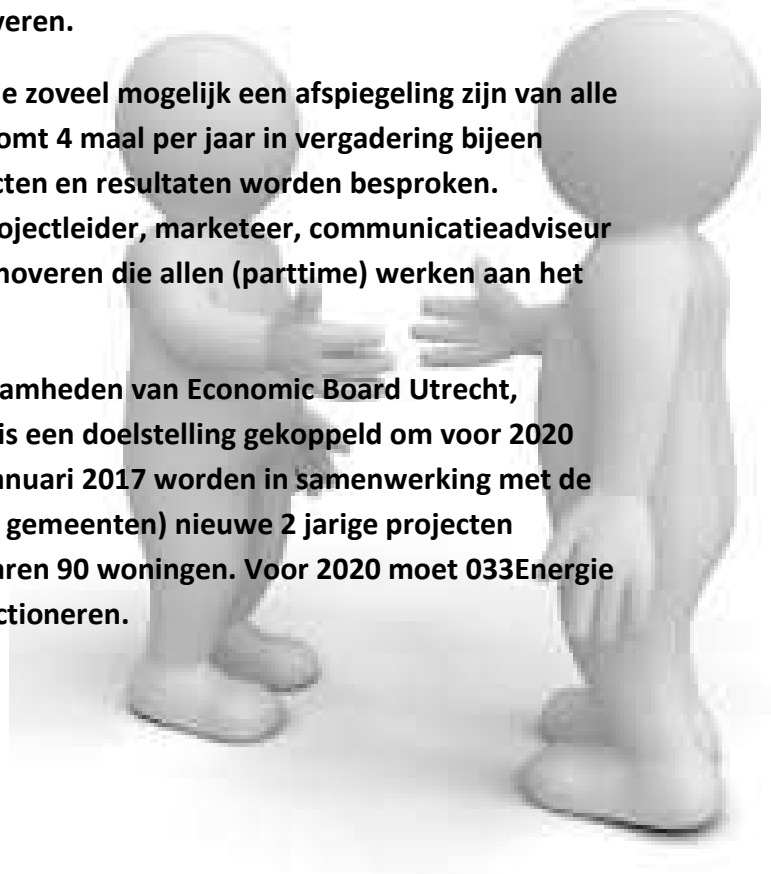 veren.
e zoveel mogelijk een afspiegeling zijn van alle
omt 4 maal per jaar in vergadering bijeen
cten en resultaten worden besproken.
ojectleider, marketeer, communicatieadviseur
noveren die allen (parttime) werken aan het
aamheden van Economic Board Utrecht,
is een doelstelling gekoppeld om voor 2020
anuari 2017 worden in samenwerking met de
gemeenten) nieuwe 2 jarige projecten
aren 90 woningen. Voor 2020 moet 033Energie
ctioneren.